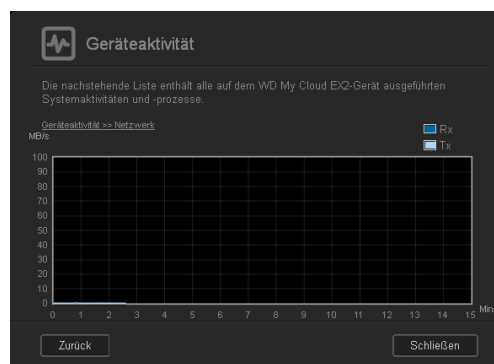 Geräteaktivität
Die nachstehende Liste enthält alle auf dem WD My Cloud EX2-Gerät ausgeführten
Systemaktivitäten und -prozesse.
Geräteaktivität >> Netzwerk
MB/s
Rx
Tx
100
90
80
70
60
50
40
30
20
10
0
0 1 2 3 4 5 6 7 8 9 10 11 12 13 14 15 Min
Zurück
Schließen